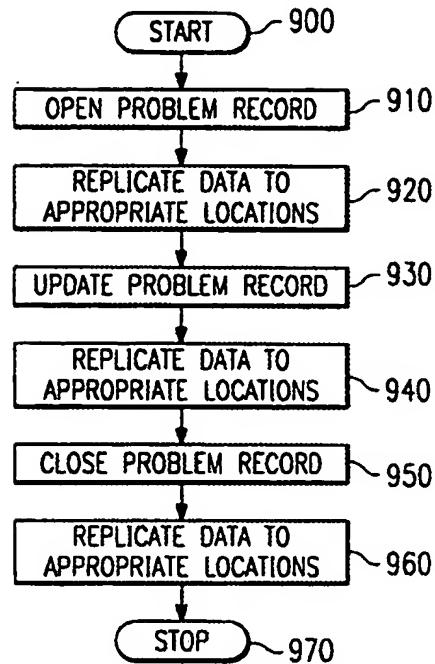 START 900
OPEN PROBLEM RECORD 910
REPLICATE DATA TO
APPROPRIATE LOCATIONS 920
UPDATE PROBLEM RECORD 930
REPLICATE DATA TO
APPROPRIATE LOCATIONS 940
CLOSE PROBLEM RECORD 950
REPLICATE DATA TO
APPROPRIATE LOCATIONS 960
STOP 970